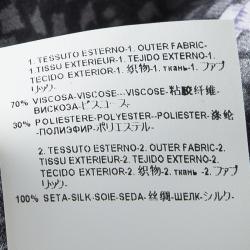 1. TESSUTO ESTERNO-1. OUTER FABRIC-
1.TISSU EXTERIEUR-1. TEJIDO EXTERNO-1.
TECIDO EXTERIOR-1. 织物-1. ткань-1. ファブ
リッツ.
70% VISCOSA-VISCOSE-..-VISCOSE-粘胶纤维-
ВИСКОЗА-ビスコース-
30% POLIESTERE-POLYESTER--POLIESTER-涤纶
-ПОЛИЭФИР-ポリエステル-
2. TESSUTO ESTERNO-2. OUTER FABRIC-2.
TISSU EXTERIEUR-2. TEJIDO EXTERNO-2.
TECIDO EXTERIOR-2. 织物-2. ткань -2. ファブ
リッツ.
100% SETA-SILK-SOIE-SEDA-丝绸-ШЕЛК-シルク-